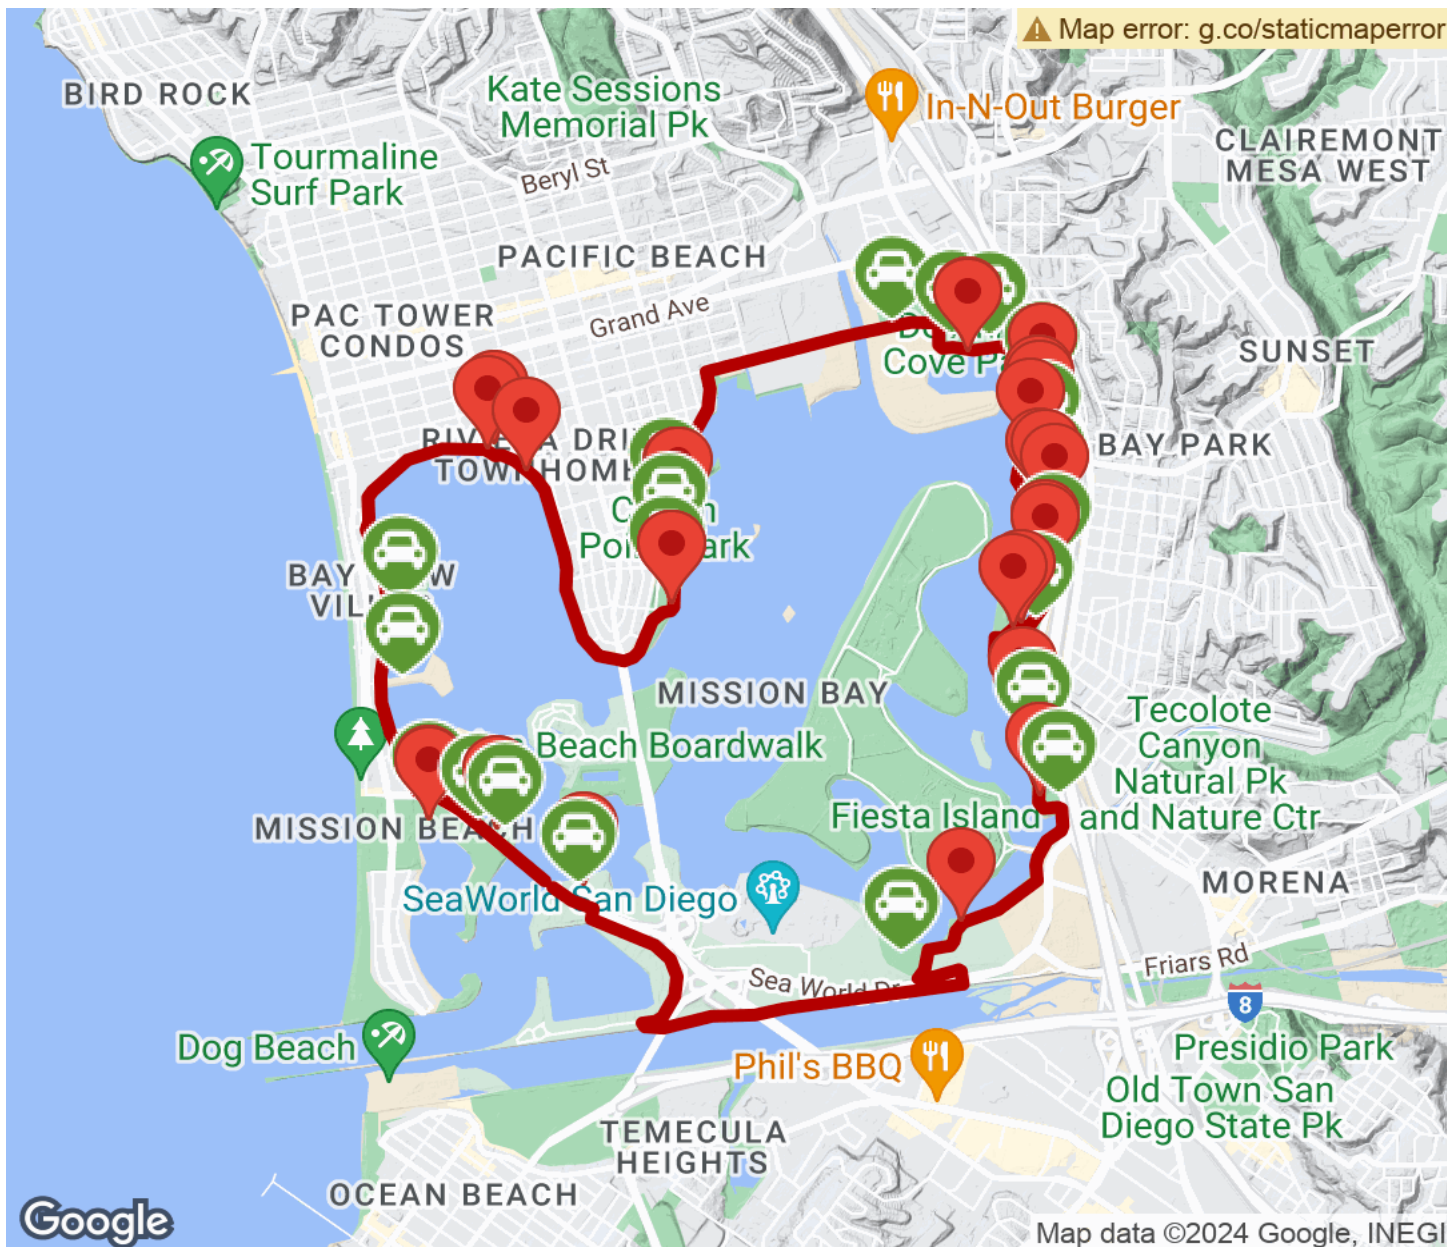 Map error: g.co/staticmaperror
BIRD ROCK
Kate Sessions
Memorial Pk
In-N-Out Burger
CLAIREMONT
MESA WEST
Tourmaline
Surf Park
Beryl St
PACIFIC BEACH
PAC TOWER
CONDOS
Grand Ave
Cove
SUNSET
BAY PARK
MISSION BAY
Beach Boardwalk
Tecolote
Canyon
Natural Pk
and Nature Ctr
Fiesta Island
MISSION BEACH
SeaWorld San Diego
MORENA
Friars Rd
Sea World Dr
8
Dog Beach
Phil's BBQ
Presidio Park
Old Town San
Diego State Pk
TEMECULA
HEIGHTS
OCEAN BEACH
Google
Map data ©2024 Google, INEGI